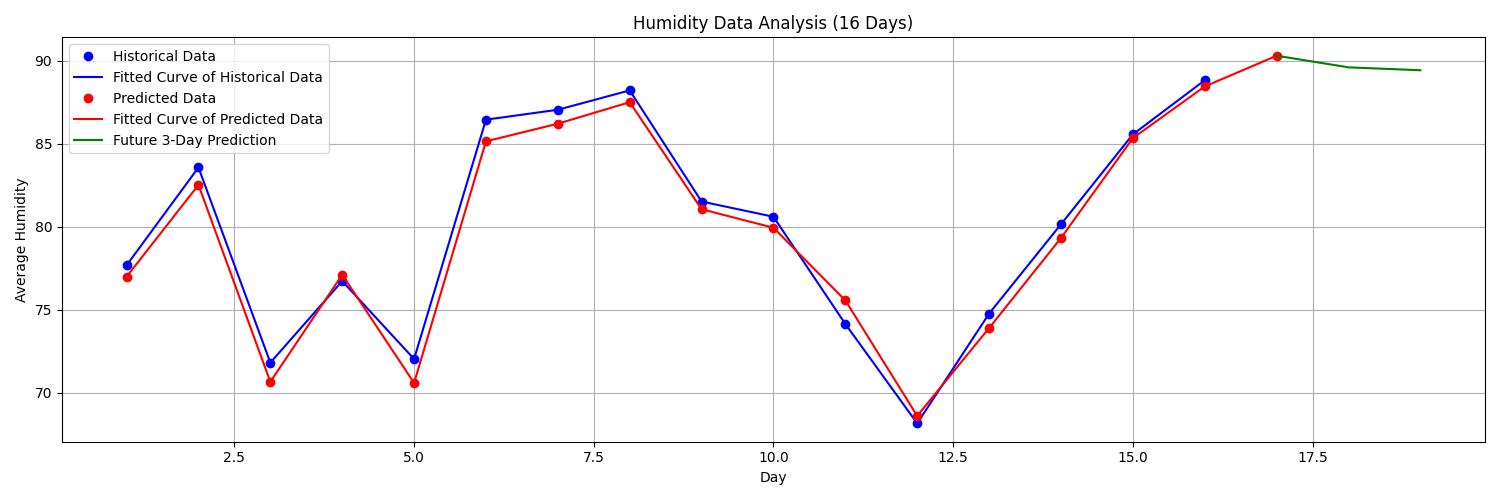 Humidity Data Analysis (16 Days)
Historical Data
Fitted Curve of Historical Data
Predicted Data
Fitted Curve of Predicted Data
Future 3-Day Prediction
Average Humidity
90
85
80
75
70
2.5 5.0 7.5 10.0 12.5 15.0 17.5
Day